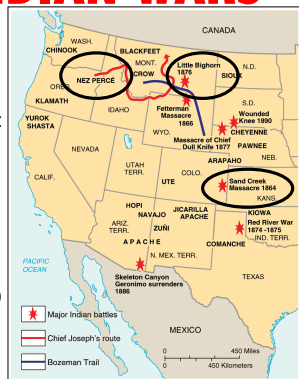 INDIAN WARS
CANADA
WASH.
CHINOOK
BLACKFEET
MONT.
Little Bighorn
1876
N.D.
NEZ PERCÉ
CROW
SIOUX
ORE.
KLAMATH
IDAHO
Fetterman
Massacre
1866
S.D.
Wounded
Knee 1890
YUROK
SHASTA
WYO.
Massacre of Chief
Dull Knife 1877
CHEYENNE
PAWNEE
NEVADA
NEB.
ARAPAHO
UTAH
TERR.
COLO.
Sand Creek
Massacre 1864
CALIF.
UTE
KANS.
HOPI
NAVAJO
JICARILLA
APACHE
KIOWA
Red River War
1874 -1875
IND. TERR.
ARIZ.
TERR.
ZUÑI
APACHE
COMANCHE
N. MEX. TERR.
PACIFIC
OCEAN
Skeleton Canyon
Geronimo surrenders
1886
TEXAS
Major Indian battles
Chief Joseph's route
Bozeman Trail
MEXICO
0 450 Miles
0 450 Kilometers